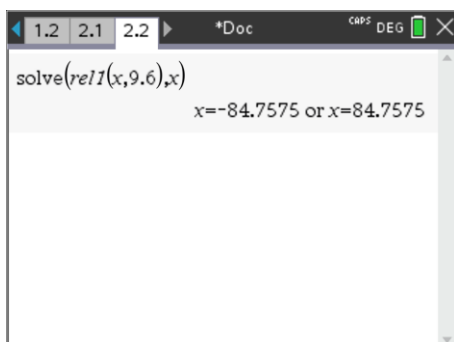 1.2 2.1 2.2 *Doc CAPS DEG
solve(rel1(x,9.6),x)
x=-84.7575 or x=84.7575